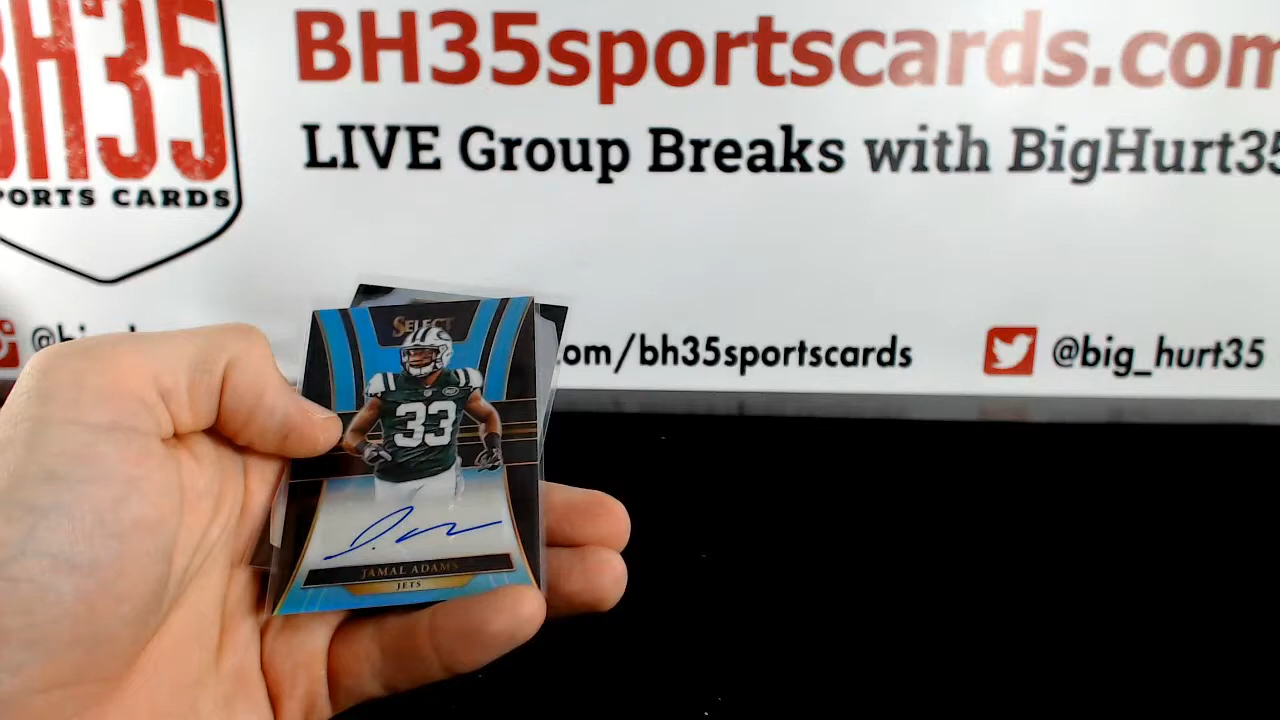 BH35
PORTS CARDS
BH35sportscards.com
LIVE Group Breaks with BigHurt35
.om/bh35sportscards
@big_hurt35
SELECT
33
JAMAL ADAMS
JETS